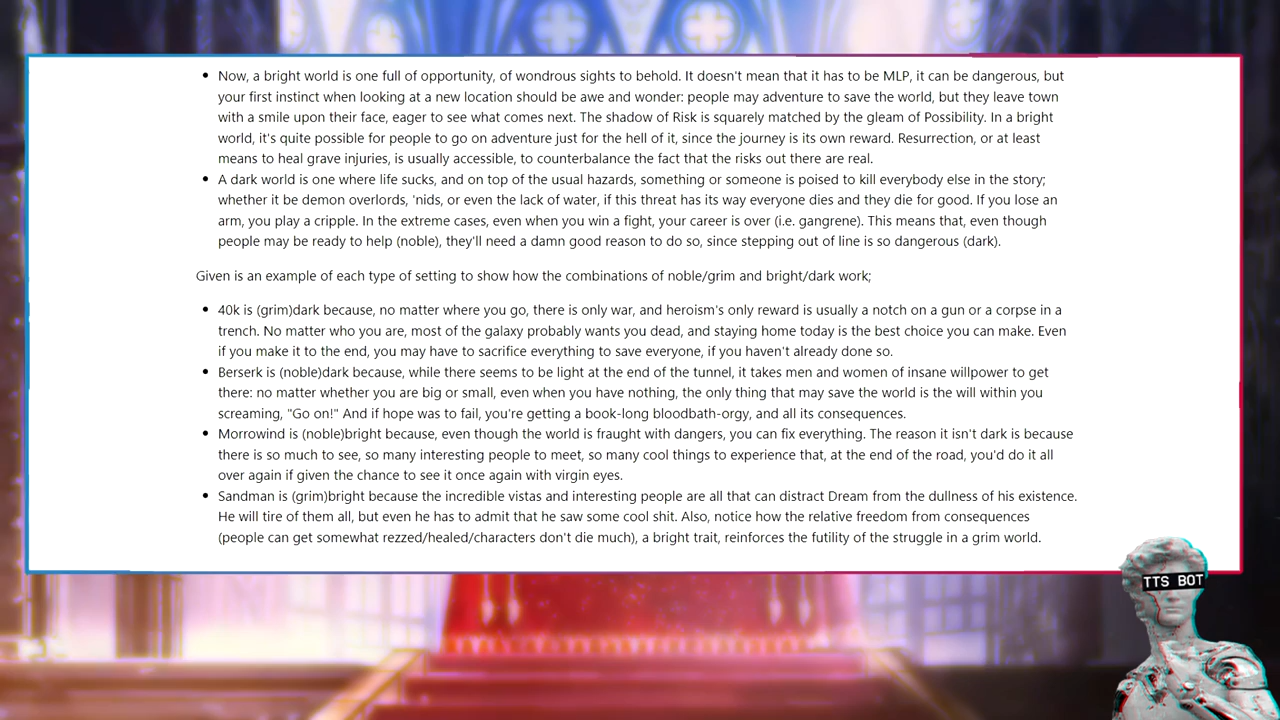 • Now, a bright world is one full of opportunity, of wondrous sights to behold. It doesn't mean that it has to be MLP, it can be dangerous, but
your first instinct when looking at a new location should be awe and wonder: people may adventure to save the world, but they leave town
with a smile upon their face, eager to see what comes next. The shadow of Risk is squarely matched by the gleam of Possibility. In a bright
world, it's quite possible for people to go on adventure just for the hell of it, since the journey is its own reward. Resurrection, or at least
means to heal grave injuries, is usually accessible, to counterbalance the fact that the risks out there are real.
• A dark world is one where life sucks, and on top of the usual hazards, something or someone is poised to kill everybody else in the story;
whether it be demon overlords, 'nids, or even the lack of water, if this threat has its way everyone dies and they die for good. If you lose an
arm, you play a cripple. In the extreme cases, even when you win a fight, your career is over (i.e. gangrene). This means that, even though
people may be ready to help (noble), they'll need a damn good reason to do so, since stepping out of line is so dangerous (dark).
Given is an example of each type of setting to show how the combinations of noble/grim and bright/dark work;
• 40k is (grim)dark because, no matter where you go, there is only war, and heroism's only reward is usually a notch on a gun or a corpse in a
trench. No matter who you are, most of the galaxy probably wants you dead, and staying home today is the best choice you can make. Even
if you make it to the end, you may have to sacrifice everything to save everyone, if you haven't already done so.
• Berserk is (noble)dark because, while there seems to be light at the end of the tunnel, it takes men and women of insane willpower to get
there: no matter whether you are big or small, even when you have nothing, the only thing that may save the world is the will within you
screaming, "Go on!" And if hope was to fail, you're getting a book-long bloodbath-orgy, and all its consequences.
• Morrowind is (noble)bright because, even though the world is fraught with dangers, you can fix everything. The reason it isn't dark is because
there is so much to see, so many interesting people to meet, so many cool things to experience that, at the end of the road, you'd do it all
over again if given the chance to see it once again with virgin eyes.
• Sandman is (grim)bright because the incredible vistas and interesting people are all that can distract Dream from the dullness of his existence.
He will tire of them all, but even he has to admit that he saw some cool shit. Also, notice how the relative freedom from consequences
(people can get somewhat rezzed/healed/characters don't die much), a bright trait, reinforces the futility of the struggle in a grim world.
TTS BOT